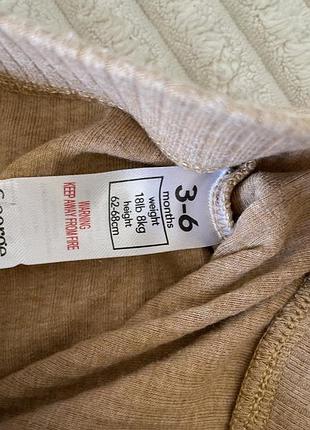 3-6
months
weight
18lb 8kg
height
62-68cm
WARNING
KEEP AWAY FROM FIRE
George